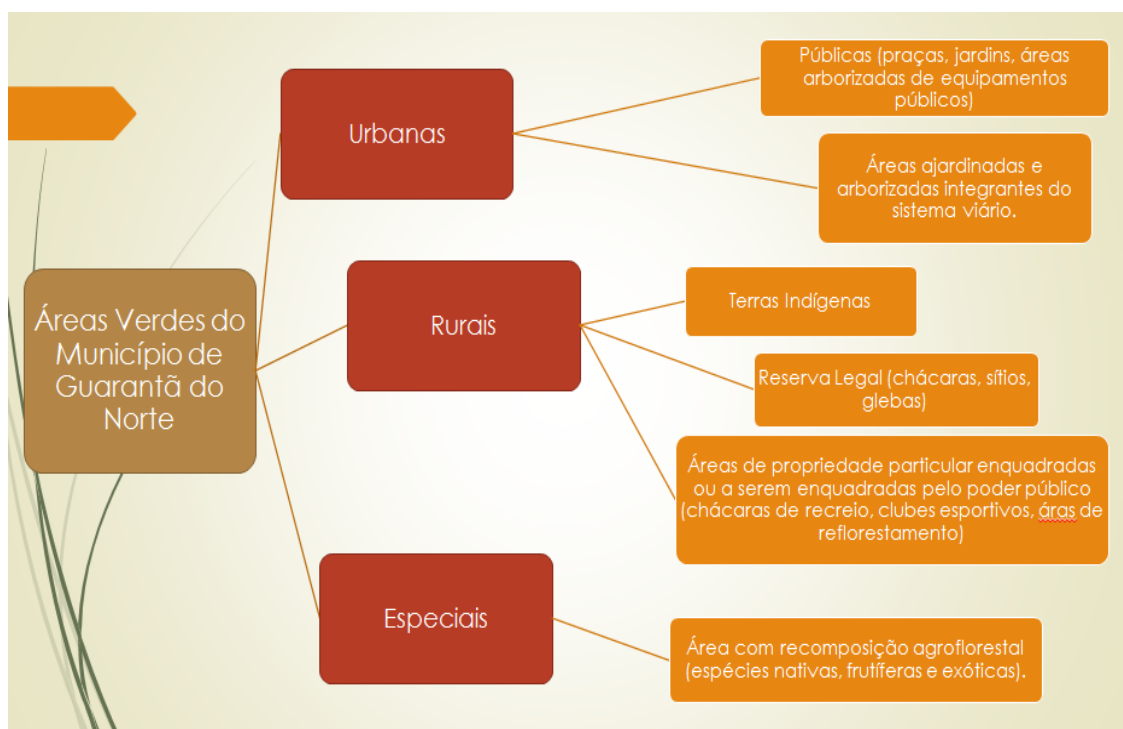 Áreas Verdes do
Município de
Guarantã do
Norte
Urbanas
Públicas (praças, jardins, áreas
arborizadas de equipamentos
públicos)
Áreas ajardinadas e
arborizadas integrantes do
sistema viário.
Rurais
Terras Indígenas
Reserva Legal (chácaras, sítios,
glebas)
Áreas de propriedade particular enquadradas
ou a serem enquadradas pelo poder público
(chácaras de recreio, clubes esportivos, áras de
reflorestamento)
Especiais
Área com recomposição agroflorestal
(espécies nativas, frutíferas e exóticas).